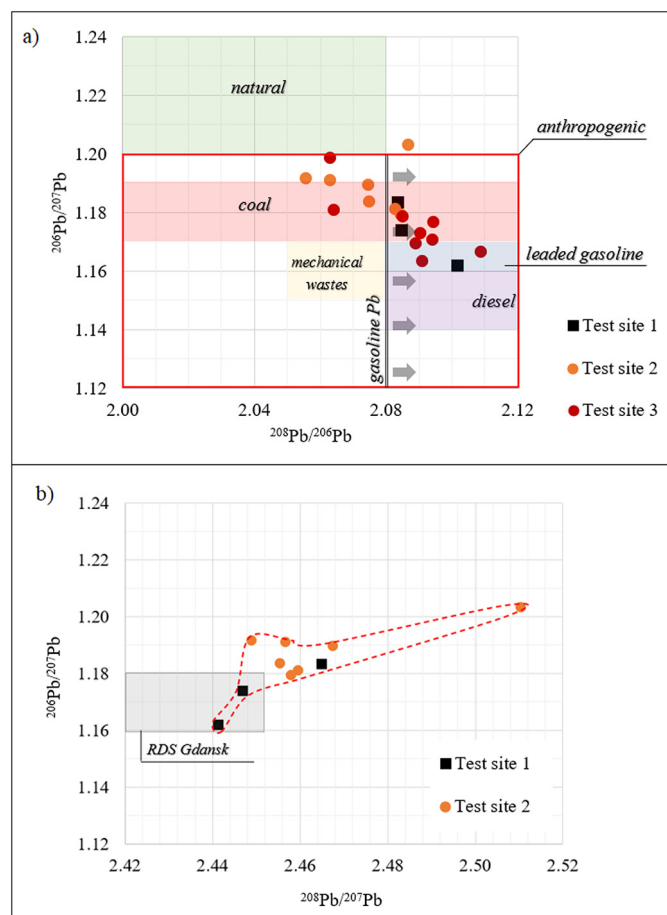 a)
1.24
1.22
1.20
1.18
1.16
1.14
1.12
²⁰⁶Pb/²⁰⁷Pb
natural
anthropogenic
coal
leaded gasoline
mechanical
wastes
diesel
gasoline Pb
Test site 1
Test site 2
Test site 3
2.00 2.04 2.08 2.12
²⁰⁸Pb/²⁰⁶Pb
b)
1.24
1.22
1.20
1.18
1.16
1.14
1.12
²⁰⁶Pb/²⁰⁷Pb
RDS Gdansk
Test site 1
Test site 2
2.42 2.44 2.46 2.48 2.50 2.52
²⁰⁸Pb/²⁰⁷Pb